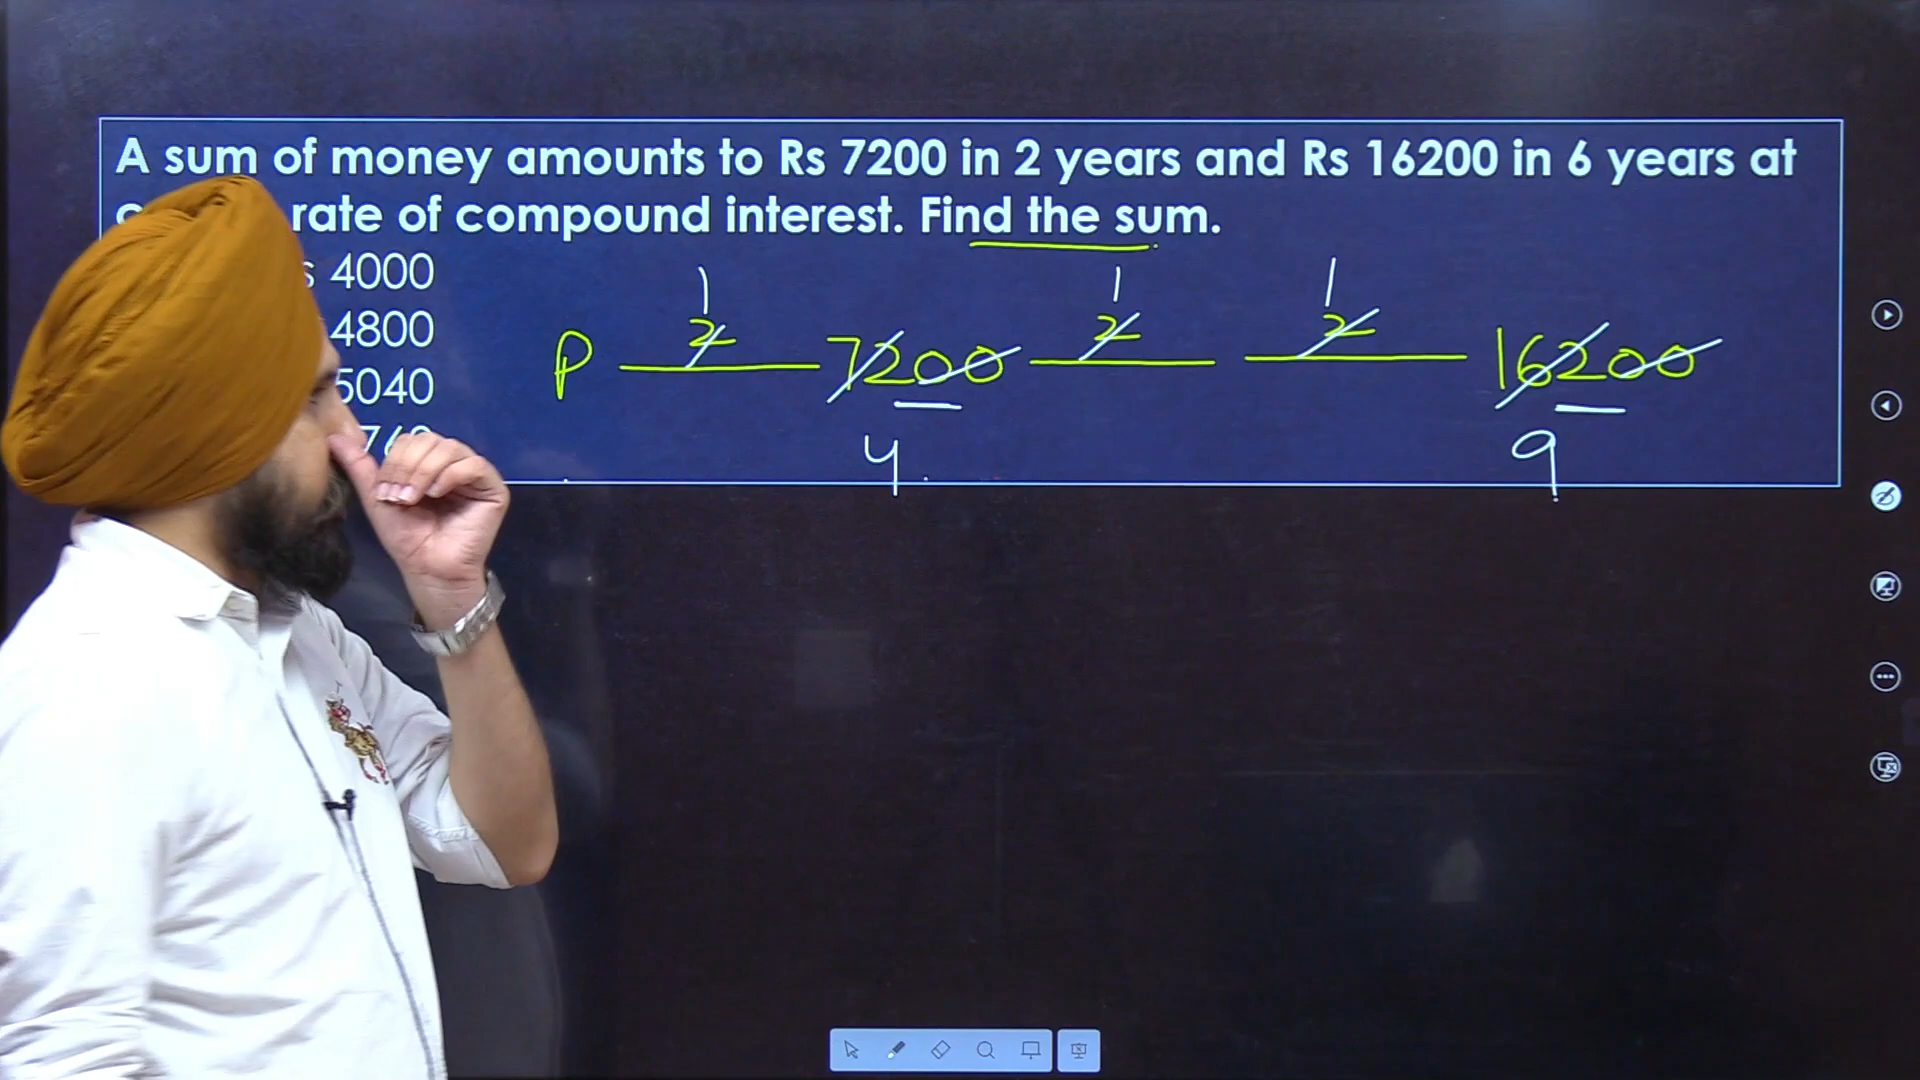 A sum of money amounts to Rs 7200 in 2 years and Rs 16200 in 6 years at
rate of compound interest. Find the sum.
4000
4800
5040
1 1 1
P 2 7200 2 2 16200
4 9